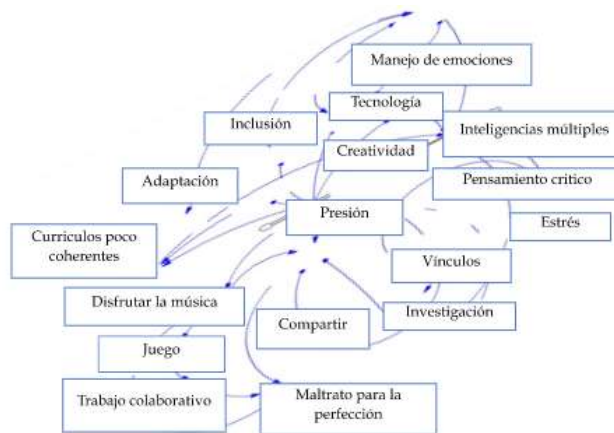 Manejo de emociones
Tecnología
Inclusión
Inteligencias múltiples
Creatividad
Adaptación
Pensamiento critico
Presión
Estrés
Curriculos poco
coherentes
Vínculos
Disfrutar la música
Compartir
Investigación
Juego
Trabajo colaborativo
Maltrato para la
perfección